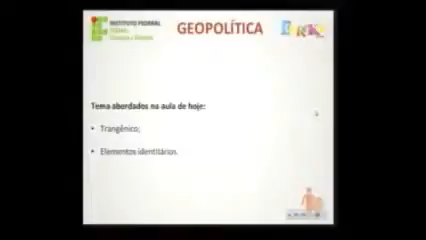 INSTITUTO FEDERAL
GEOPOLÍTICA
Tema abordados na aula de hoje:
• Trangênico;
• Elementos identitários.